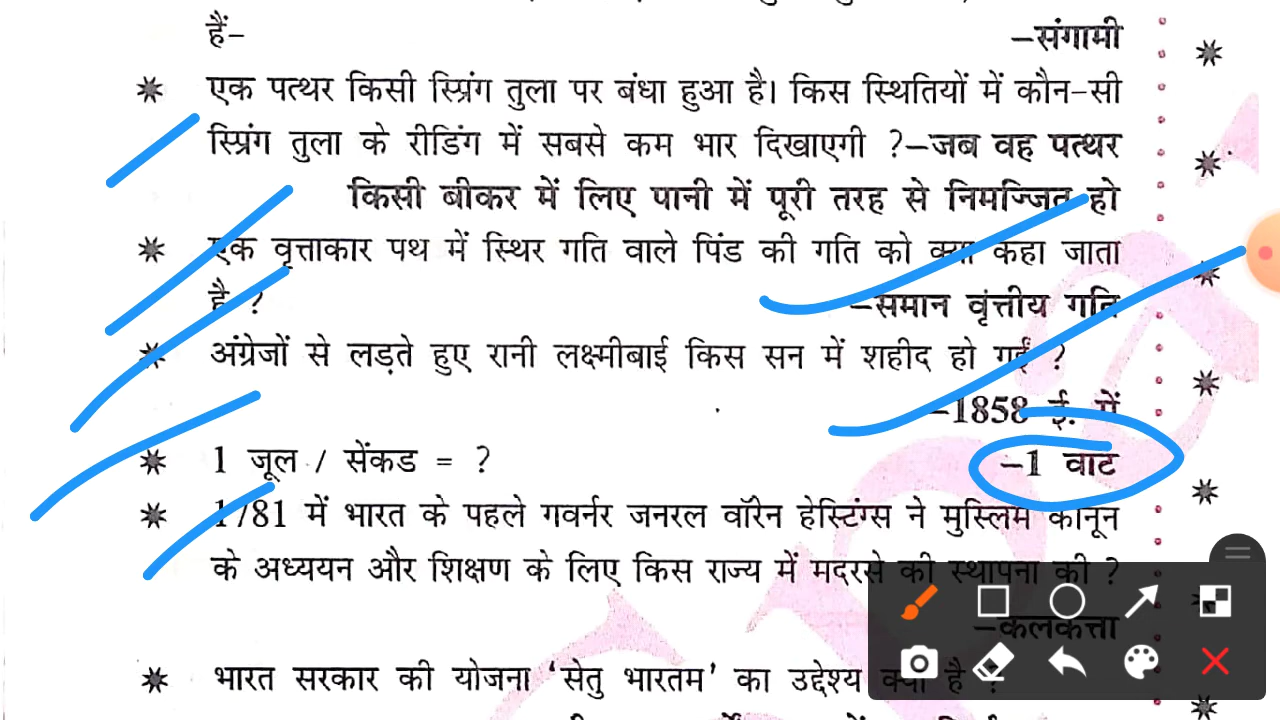 हैं- –संगामी
एक पत्थर किसी स्प्रिंग तुला पर बंधा हुआ है। किस स्थितियों में कौन-सी
स्प्रिंग तुला के रीडिंग में सबसे कम भार दिखाएगी ?–जब वह पत्थर
किसी बीकर में लिए पानी में पूरी तरह से निमज्जित हो
एक वृत्ताकार पथ में स्थिर गति वाले पिंड की गति को क्या कहा जाता
है ? –समान वृंत्तीय गति
अंग्रेजों से लड़ते हुए रानी लक्ष्मीबाई किस सन में शहीद हो गईं ?
–1858 ई. में
1 जूल / सेंकड = ? –1 वाट
1781 में भारत के पहले गवर्नर जनरल वॉरेन हेस्टिंग्स ने मुस्लिम कानून
के अध्ययन और शिक्षण के लिए किस राज्य में मदरसे की स्थापना की ?
–कलकत्ता
भारत सरकार की योजना ‘सेतु भारतम’ का उद्देश्य क्या है ?